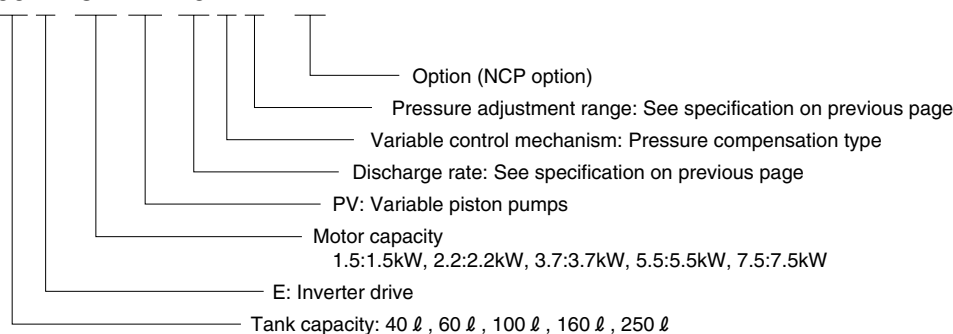 Option (NCP option)
Pressure adjustment range: See specification on previous page
Variable control mechanism: Pressure compensation type
Discharge rate: See specification on previous page
PV: Variable piston pumps
Motor capacity
1.5:1.5kW, 2.2:2.2kW, 3.7:3.7kW, 5.5:5.5kW, 7.5:7.5kW
E: Inverter drive
Tank capacity: 40 ℓ , 60 ℓ , 100 ℓ , 160 ℓ , 250 ℓ